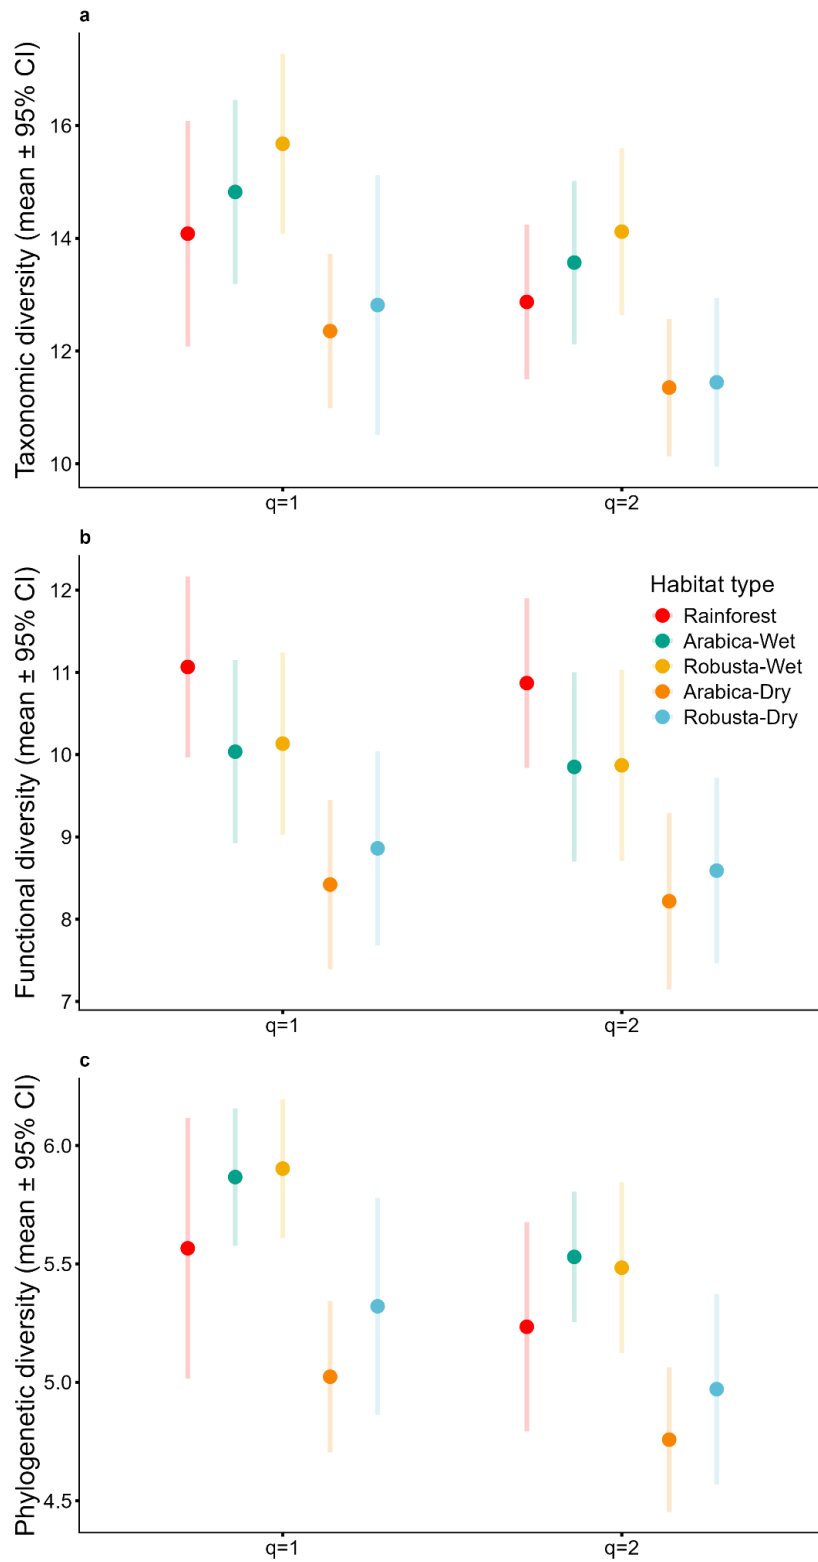 a
Taxonomic diversity (mean ± 95% CI)
16
14
12
10
q=1
q=2
b
Functional diversity (mean ± 95% CI)
12
11
10
9
8
7
Habitat type
Rainforest
Arabica-Wet
Robusta-Wet
Arabica-Dry
Robusta-Dry
q=1
q=2
c
Phylogenetic diversity (mean ± 95% CI)
6.0
5.5
5.0
4.5
q=1
q=2